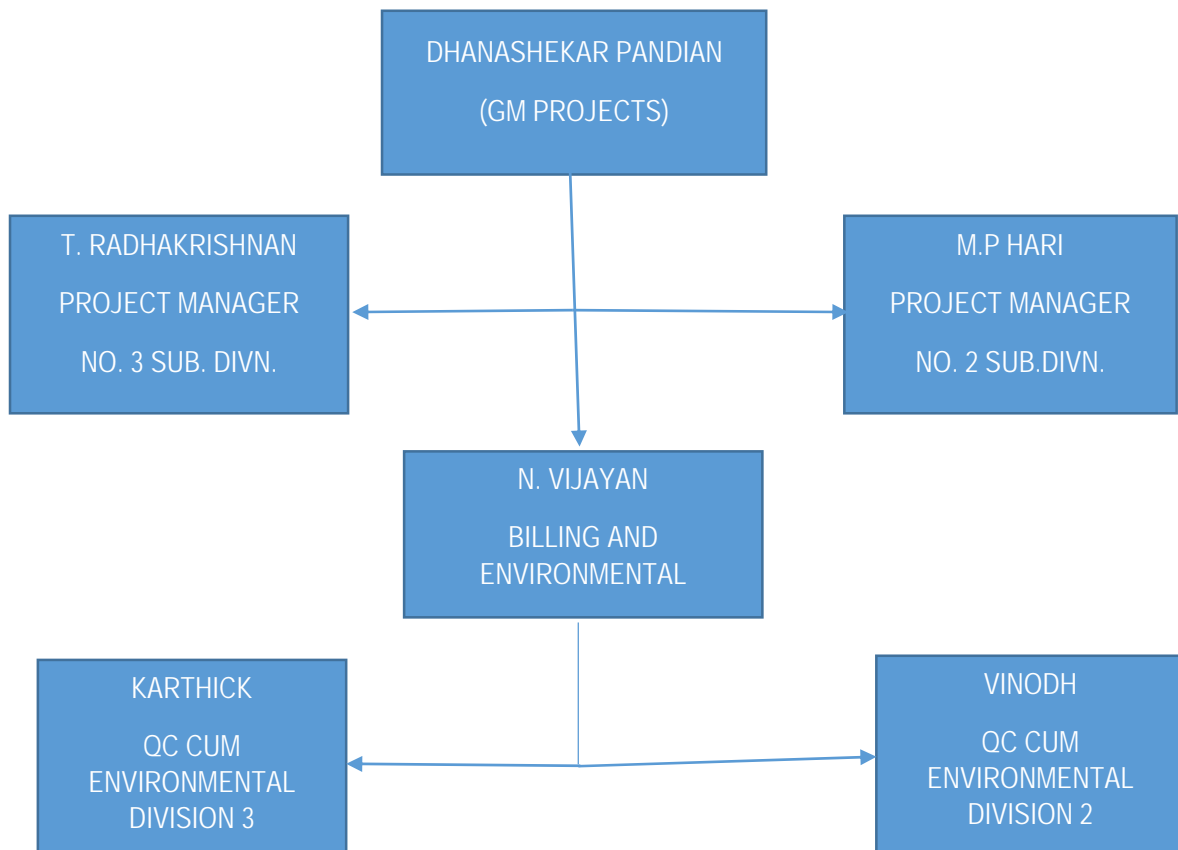 DHANASHEKAR PANDIAN
(GM PROJECTS)
T. RADHAKRISHNAN
PROJECT MANAGER
NO. 3 SUB. DIVN.
M.P HARI
PROJECT MANAGER
NO. 2 SUB.DIVN.
N. VIJAYAN
BILLING AND
ENVIRONMENTAL
KARTHICK
QC CUM
ENVIRONMENTAL
DIVISION 3
VINODH
QC CUM
ENVIRONMENTAL
DIVISION 2